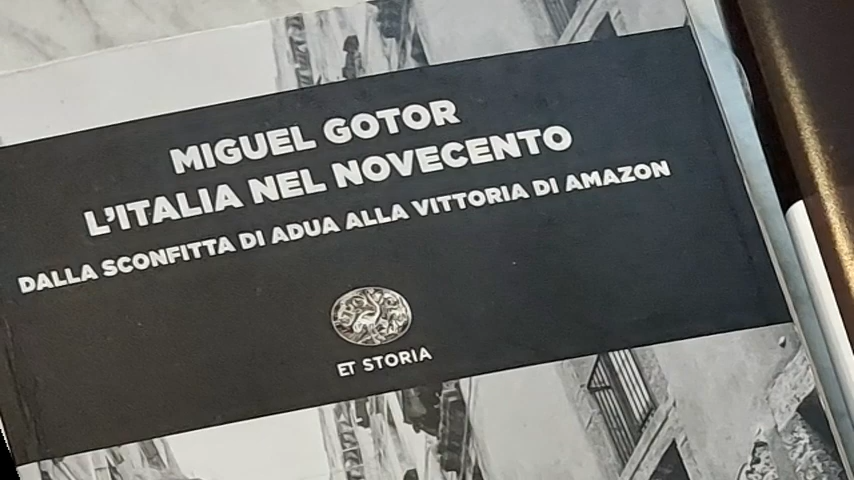 MIGUEL GOTOR
L'ITALIA NEL NOVECENTO
DALLA SCONFITTA DI ADUA ALLA VITTORIA DI AMAZON
ET STORIA